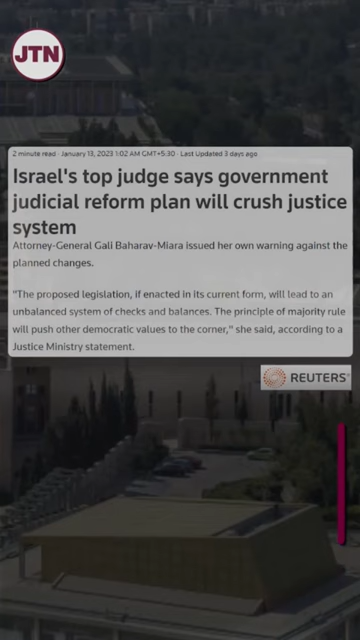 JTN
2 minute read · January 13, 2023 1:02 AM GMT+5:30 · Last Updated 3 days ago
Israel's top judge says government
judicial reform plan will crush justice
system
Attorney-General Gali Baharav-Miara issued her own warning against the
planned changes.
"The proposed legislation, if enacted in its current form, will lead to an
unbalanced system of checks and balances. The principle of majority rule
will push other democratic values to the corner," she said, according to a
Justice Ministry statement.
REUTERS